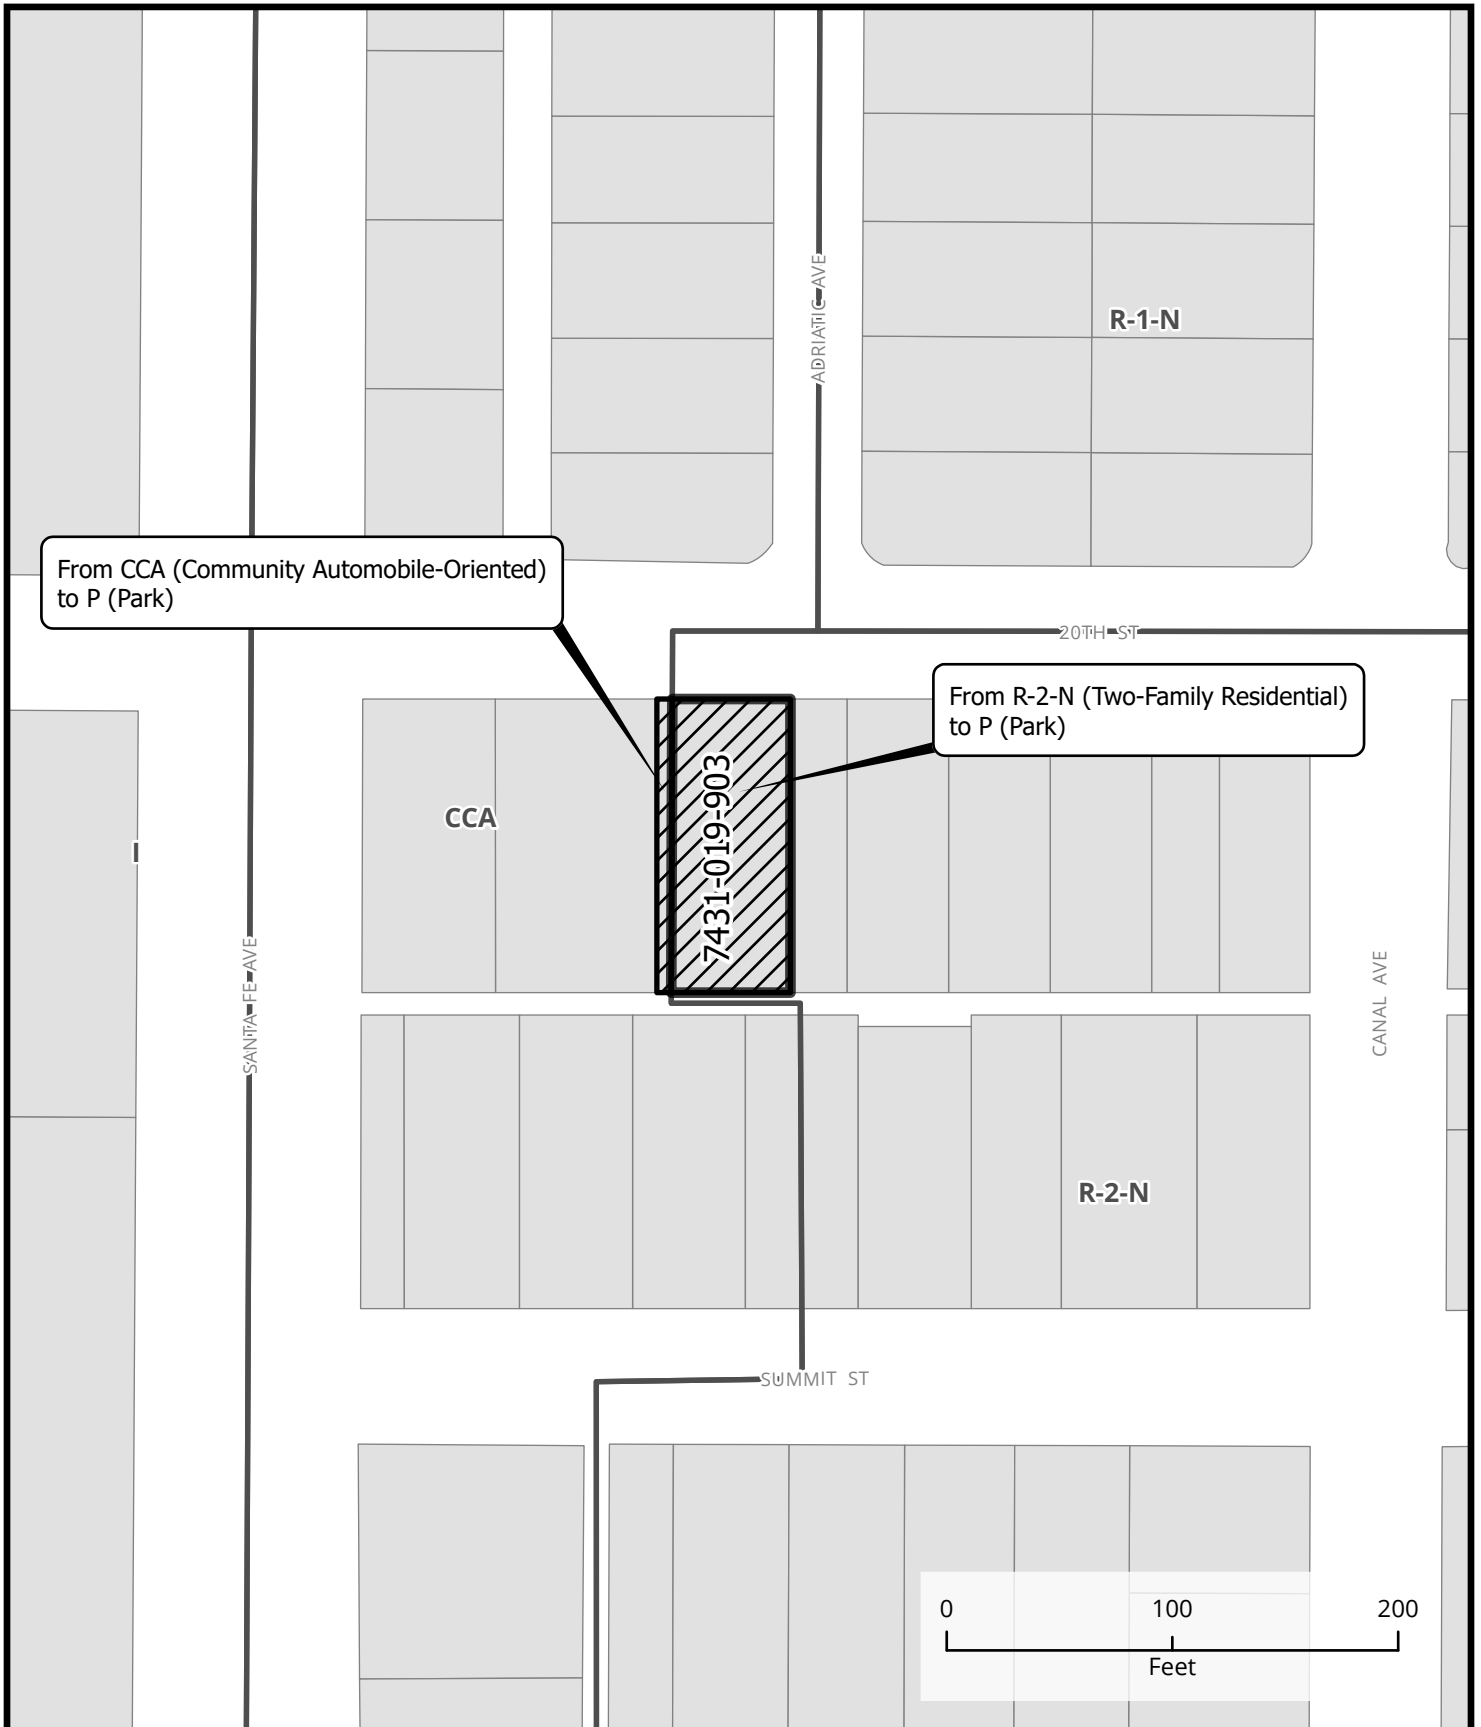 ADRIATIC AVE
R-1-N
From CCA (Community Automobile-Oriented)
to P (Park)
20TH ST
From R-2-N (Two-Family Residential)
to P (Park)
7431-019-903
CCA
I
SANTA FE AVE
CANAL AVE
R-2-N
SUMMIT ST
0 100 200
Feet